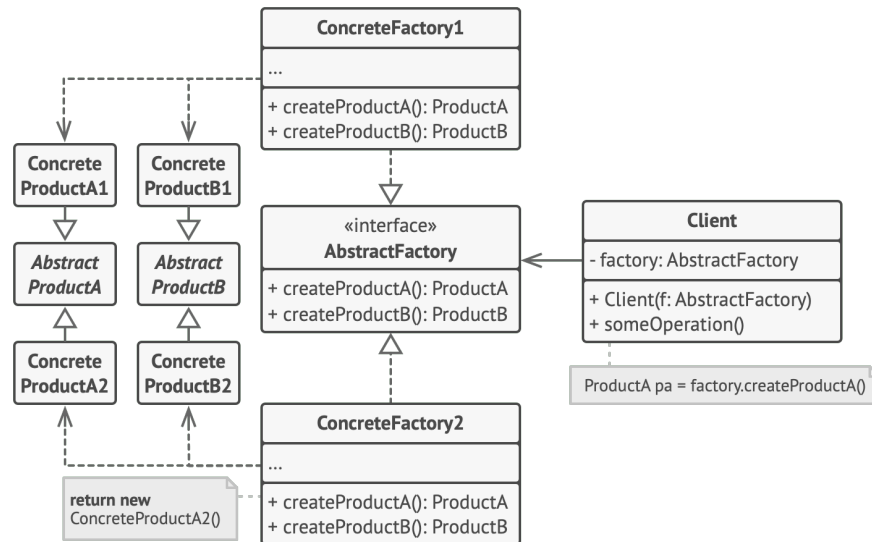 ConcreteFactory1
...
+ createProductA(): ProductA
+ createProductB(): ProductB
Concrete
ProductA1
Concrete
ProductB1
Abstract
ProductA
Abstract
ProductB
Concrete
ProductA2
Concrete
ProductB2
«interface»
AbstractFactory
+ createProductA(): ProductA
+ createProductB(): ProductB
Client
- factory: AbstractFactory
+ Client(f: AbstractFactory)
+ someOperation()
ProductA pa = factory.createProductA()
ConcreteFactory2
...
+ createProductA(): ProductA
+ createProductB(): ProductB
return new
ConcreteProductA2()